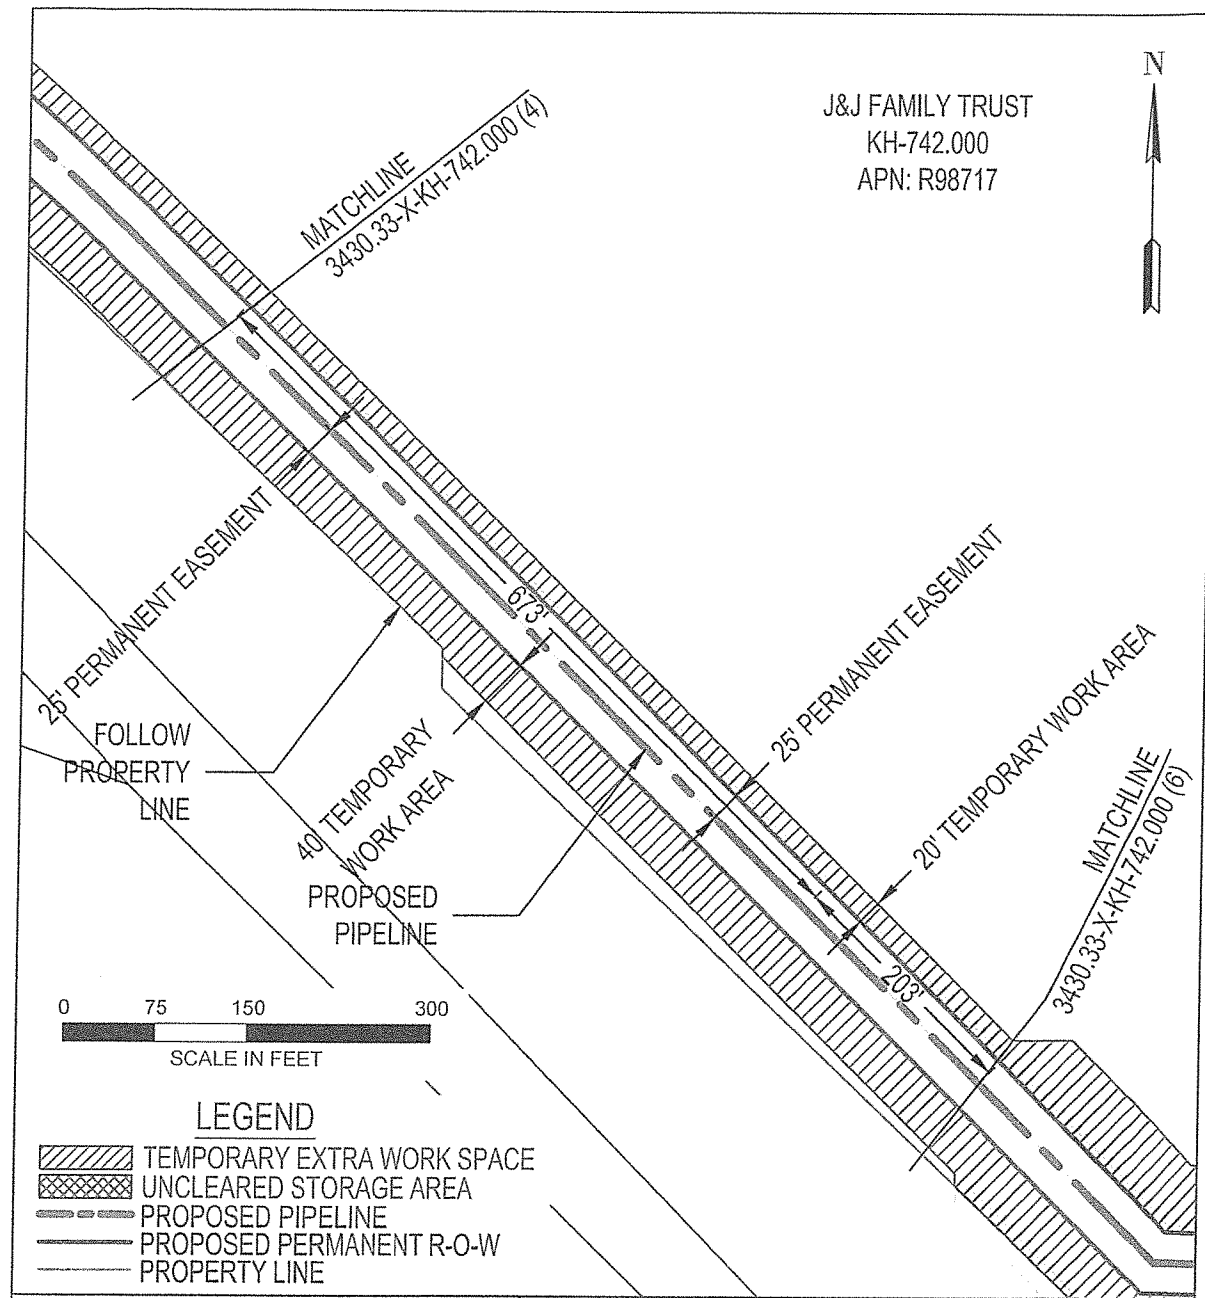 N
J&J FAMILY TRUST
KH-742.000
APN: R98717
MATCHLINE
3430.33-X-KH-742.000 (4)
25' PERMANENT EASEMENT
673'
25' PERMANENT EASEMENT
20' TEMPORARY WORK AREA
MATCHLINE
3430.33-X-KH-742.000 (6)
FOLLOW
PROPERTY
LINE
40' TEMPORARY
WORK AREA
PROPOSED
PIPELINE
203'
0 75 150 300
SCALE IN FEET
LEGEND
TEMPORARY EXTRA WORK SPACE
UNCLEARED STORAGE AREA
PROPOSED PIPELINE
PROPOSED PERMANENT R-O-W
PROPERTY LINE